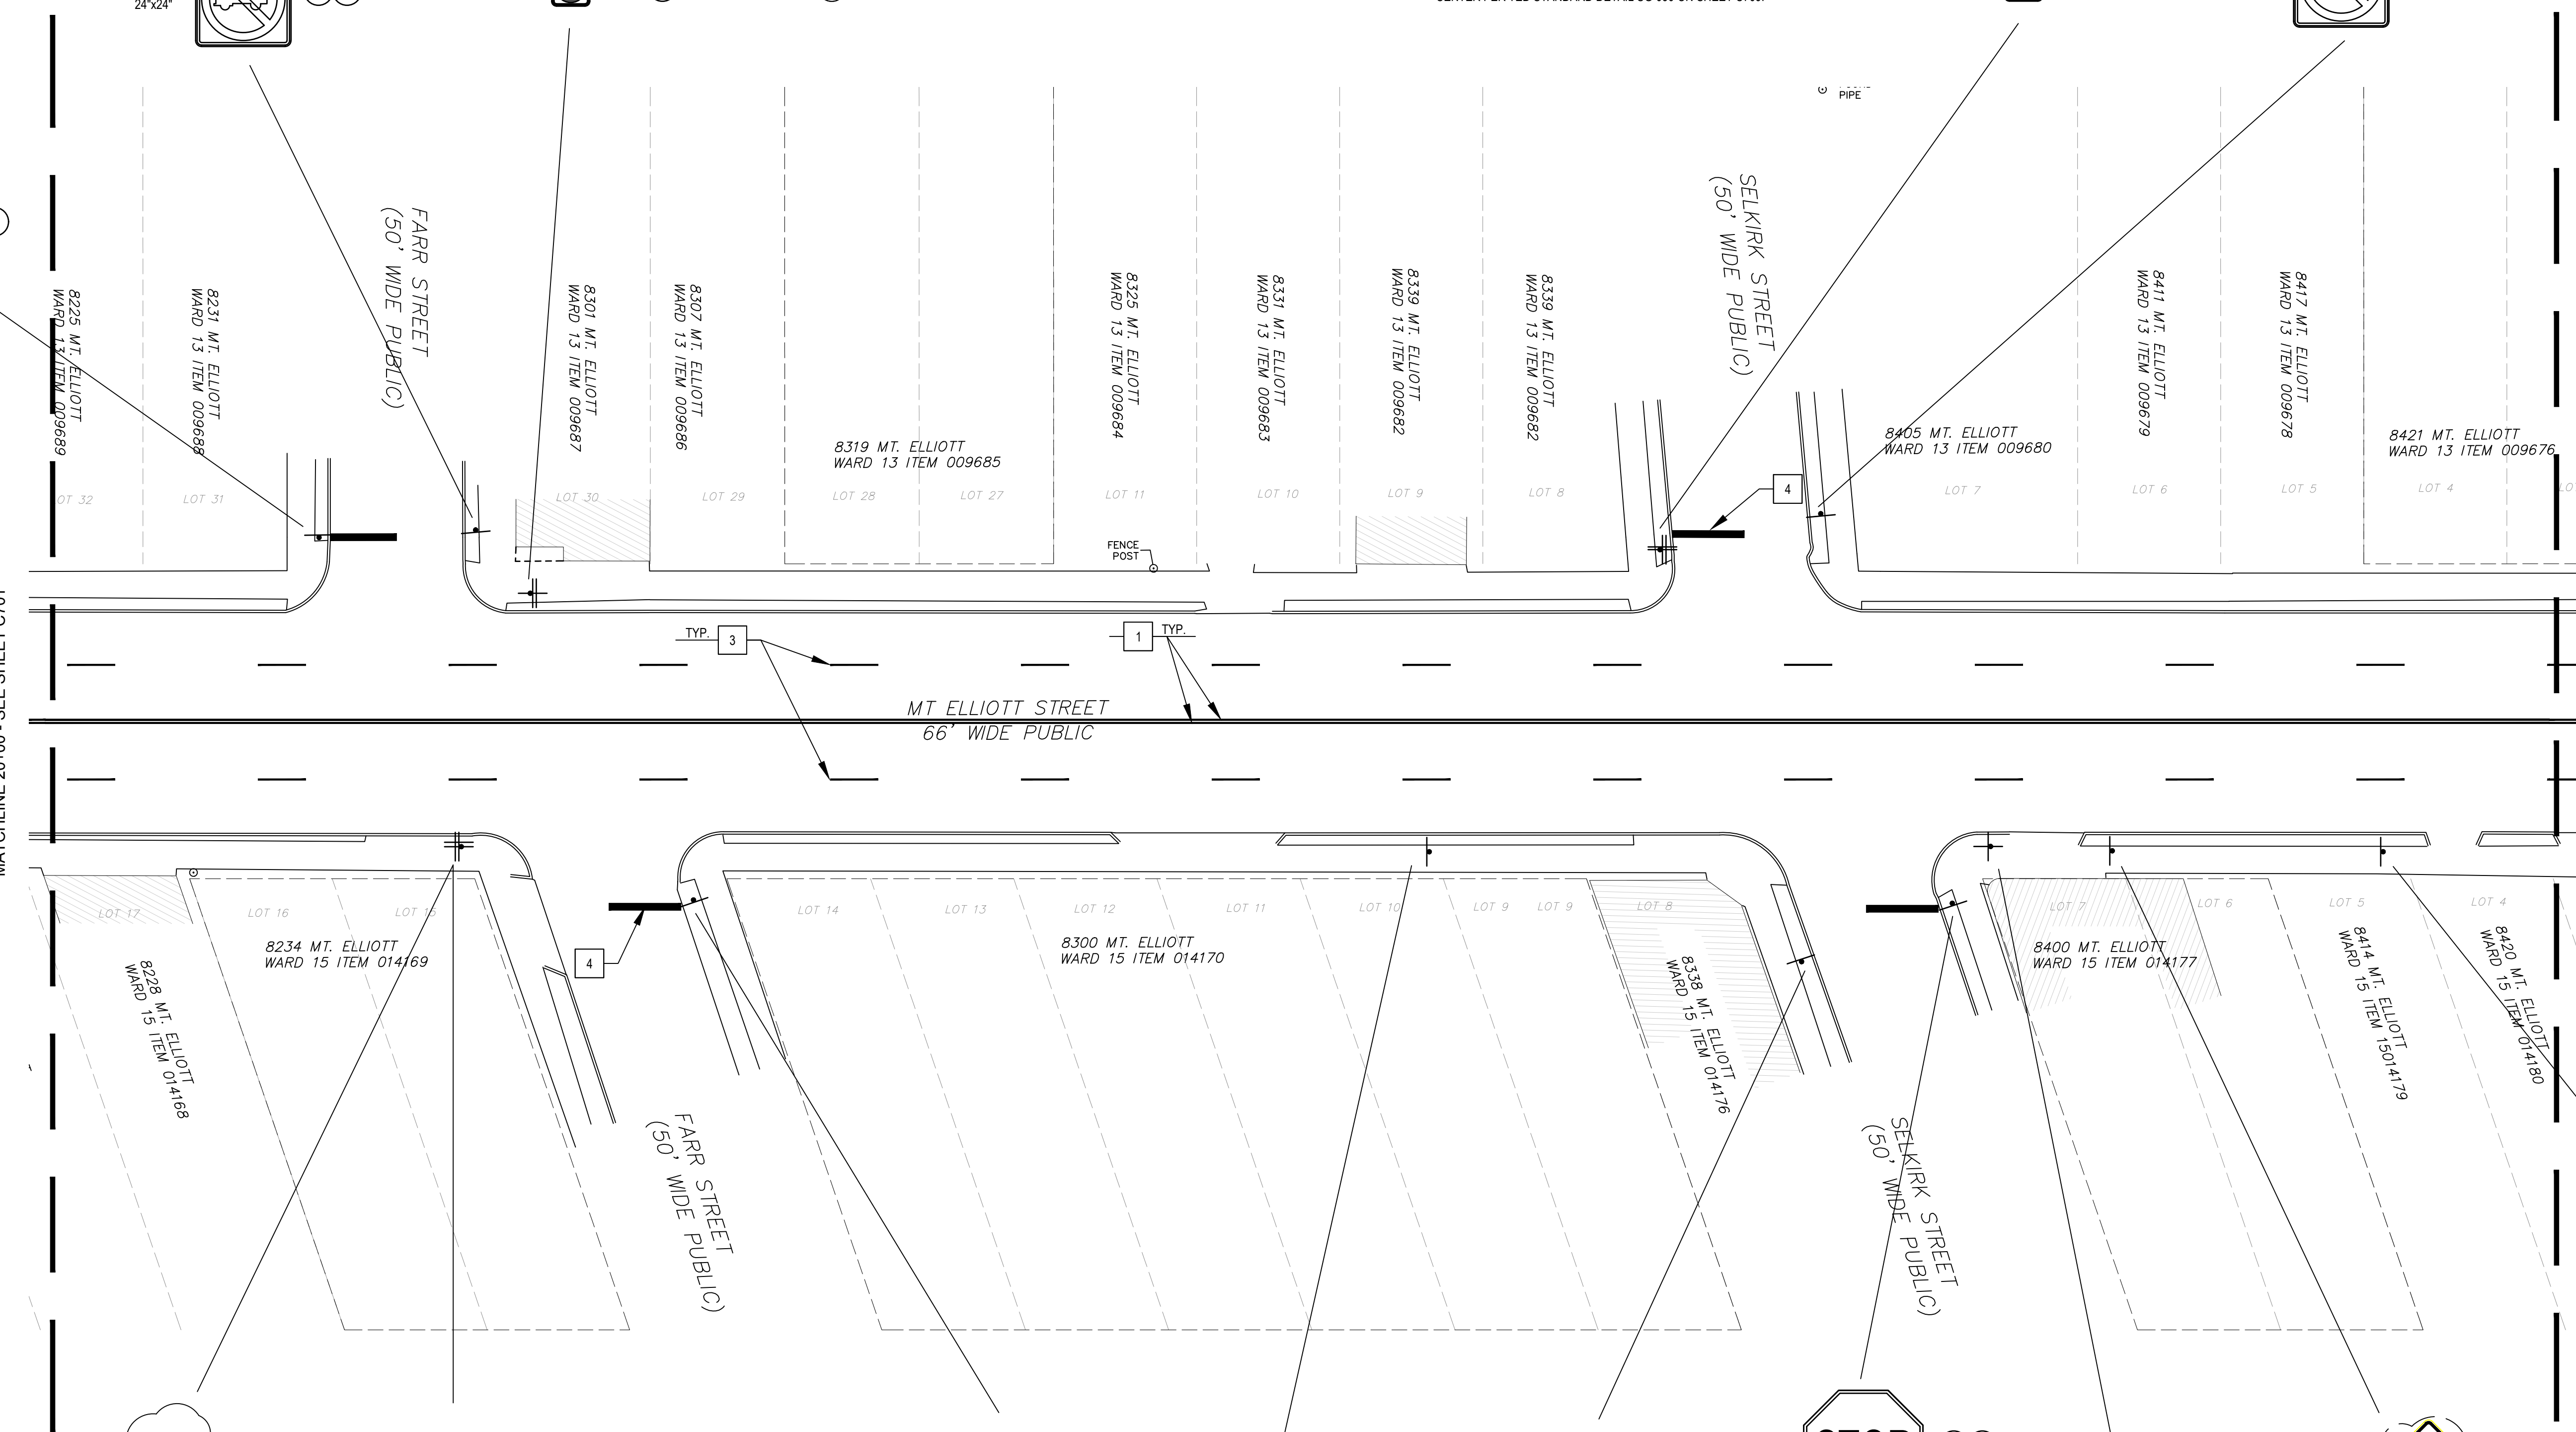 24"x24"
PIPE
FARR STREET
(50' WIDE PUBLIC)
SELKIRK STREET
(50' WIDE PUBLIC)
8225 MT. ELLIOTT
WARD 13 ITEM 009689
8231 MT. ELLIOTT
WARD 13 ITEM 009688
8301 MT. ELLIOTT
WARD 13 ITEM 009687
8307 MT. ELLIOTT
WARD 13 ITEM 009686
8319 MT. ELLIOTT
WARD 13 ITEM 009685
8325 MT. ELLIOTT
WARD 13 ITEM 009684
8331 MT. ELLIOTT
WARD 13 ITEM 009683
8339 MT. ELLIOTT
WARD 13 ITEM 009682
8339 MT. ELLIOTT
WARD 13 ITEM 009682
8405 MT. ELLIOTT
WARD 13 ITEM 009680
8411 MT. ELLIOTT
WARD 13 ITEM 009679
8417 MT. ELLIOTT
WARD 13 ITEM 009678
8421 MT. ELLIOTT
WARD 13 ITEM 009676
OT 32
LOT 31
LOT 30
LOT 29
LOT 28
LOT 27
LOT 11
LOT 10
LOT 9
LOT 8
4
LOT 7
LOT 6
LOT 5
LOT 4
FENCE
POST
TYP. 3
1 TYP.
MT ELLIOTT STREET
66' WIDE PUBLIC
LOT 17
LOT 16
LOT 15
LOT 14
LOT 13
LOT 12
LOT 11
LOT 10
LOT 9
LOT 9
LOT 8
LOT 7
LOT 6
LOT 5
LOT 4
8228 MT. ELLIOTT
WARD 15 ITEM 014168
8234 MT. ELLIOTT
WARD 15 ITEM 014169
4
8300 MT. ELLIOTT
WARD 15 ITEM 014170
8338 MT. ELLIOTT
WARD 15 ITEM 014176
8400 MT. ELLIOTT
WARD 15 ITEM 014177
8414 MT. ELLIOTT
WARD 15 ITEM 15014179
8420 MT. ELLIOTT
WARD 15 ITEM 014180
FARR STREET
(50' WIDE PUBLIC)
SELKIRK STREET
(50' WIDE PUBLIC)